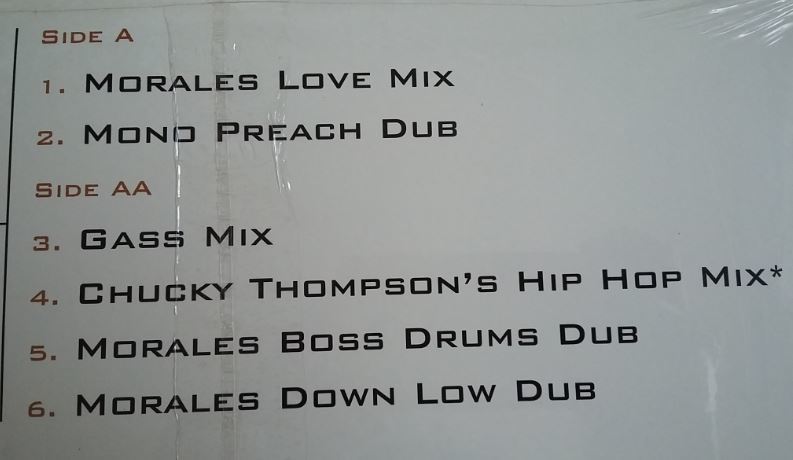 Side A
1. Morales Love Mix
2. Mono Preach Dub
Side AA
3. Gass Mix
4. Chucky Thompson's Hip Hop Mix*
5. Morales Boss Drums Dub
6. Morales Down Low Dub